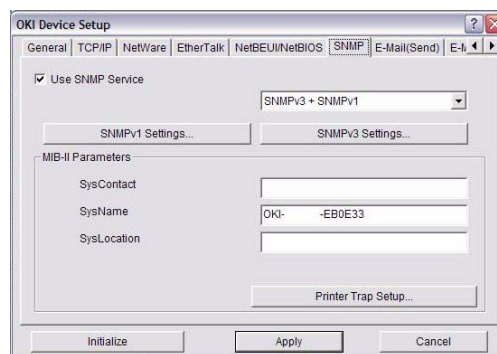 OKI Device Setup
General TCP/IP NetWare EtherTalk NetBEUI/NetBIOS SNMP E-Mail(Send) E-M
Use SNMP Service
SNMPv3 + SNMPv1
SNMPv1 Settings... SNMPv3 Settings...
MIB-II Parameters
SysContact
SysName OKI- -EB0E33
SysLocation
Printer Trap Setup...
Initialize Apply Cancel